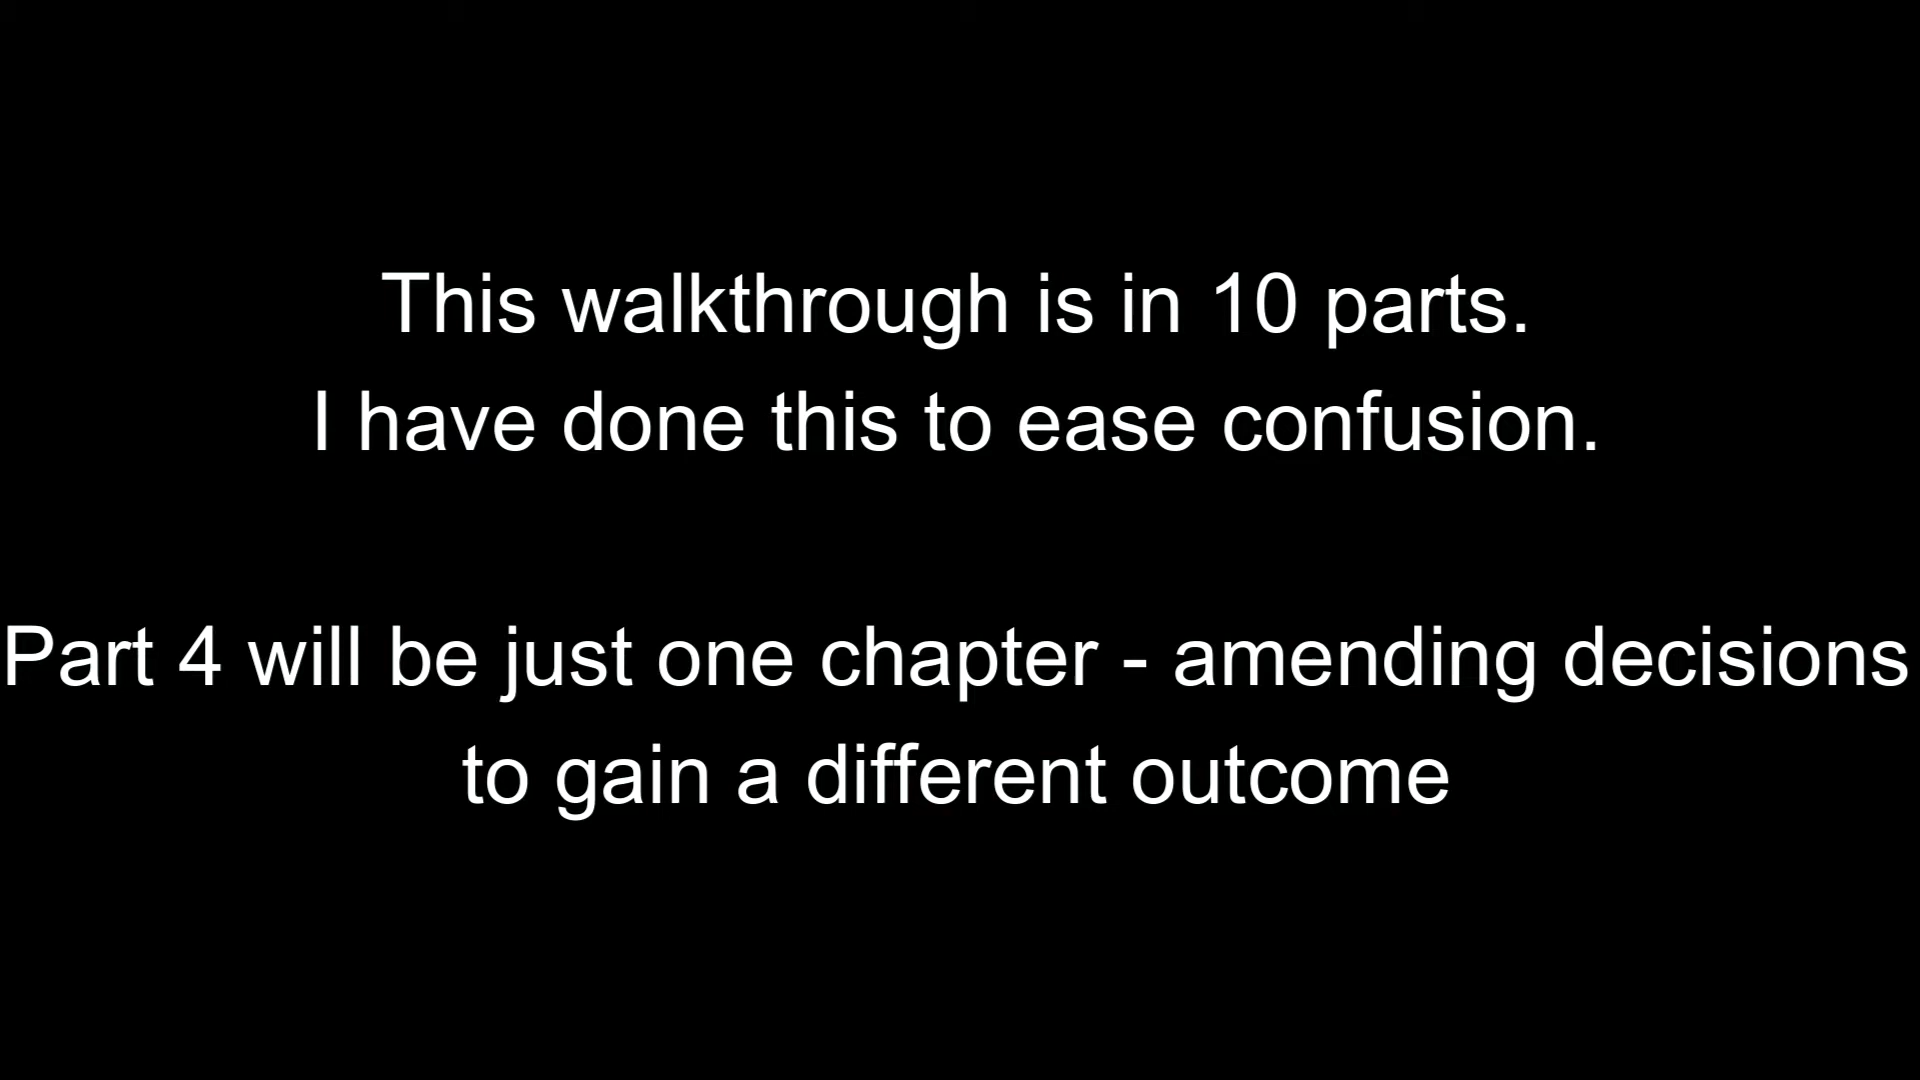 This walkthrough is in 10 parts.
I have done this to ease confusion.
Part 4 will be just one chapter - amending decisions
to gain a different outcome